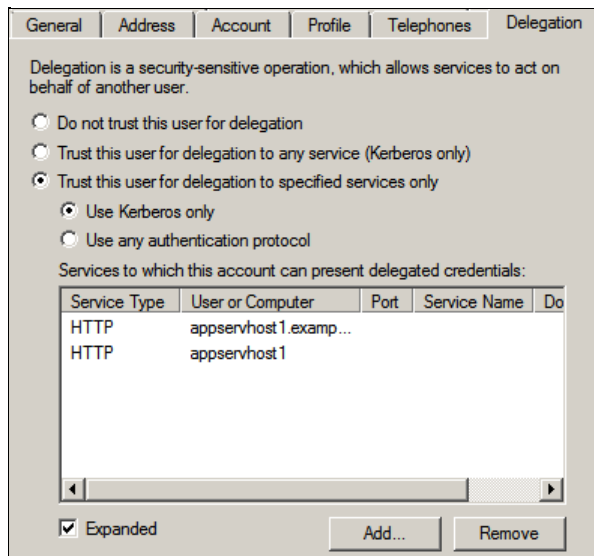 General Address Account Profile Telephones Delegation
Delegation is a security-sensitive operation, which allows services to act on
behalf of another user.
Do not trust this user for delegation
Trust this user for delegation to any service (Kerberos only)
Trust this user for delegation to specified services only
Use Kerberos only
Use any authentication protocol
Services to which this account can present delegated credentials:
Service Type User or Computer Port Service Name Do
HTTP appservhost1.examp...
HTTP appservhost1
Expanded Add... Remove